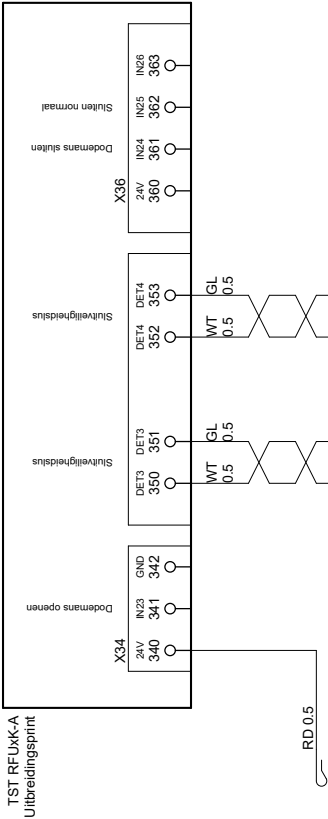 TST RFUxK-A
Uitbreidingsprint
X34
24V
340
IN23
341
GND
342
Dodemans openen
DET3
350
DET3
351
Sluitveiligheidslus
DET4
352
DET4
353
Sluitveiligheidslus
X36
24V
360
IN24
361
Dodemans sluiten
IN25
362
Sluiten normaal
IN26
363
RD 0.5
WT
0.5
GL
0.5
WT
0.5
GL
0.5